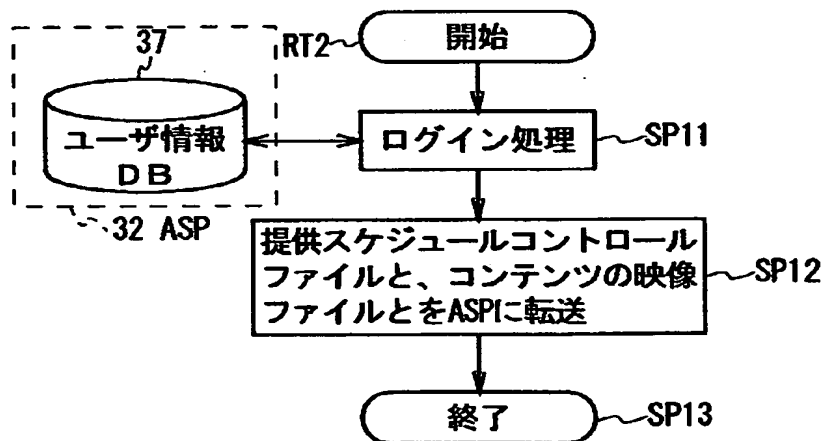 37
ユーザ情報
DB
32 ASP
RT2
開始
ログイン処理
SP11
提供スケジュールコントロール
ファイルと、コンテンツの映像
ファイルとをASPに転送
SP12
終了
SP13